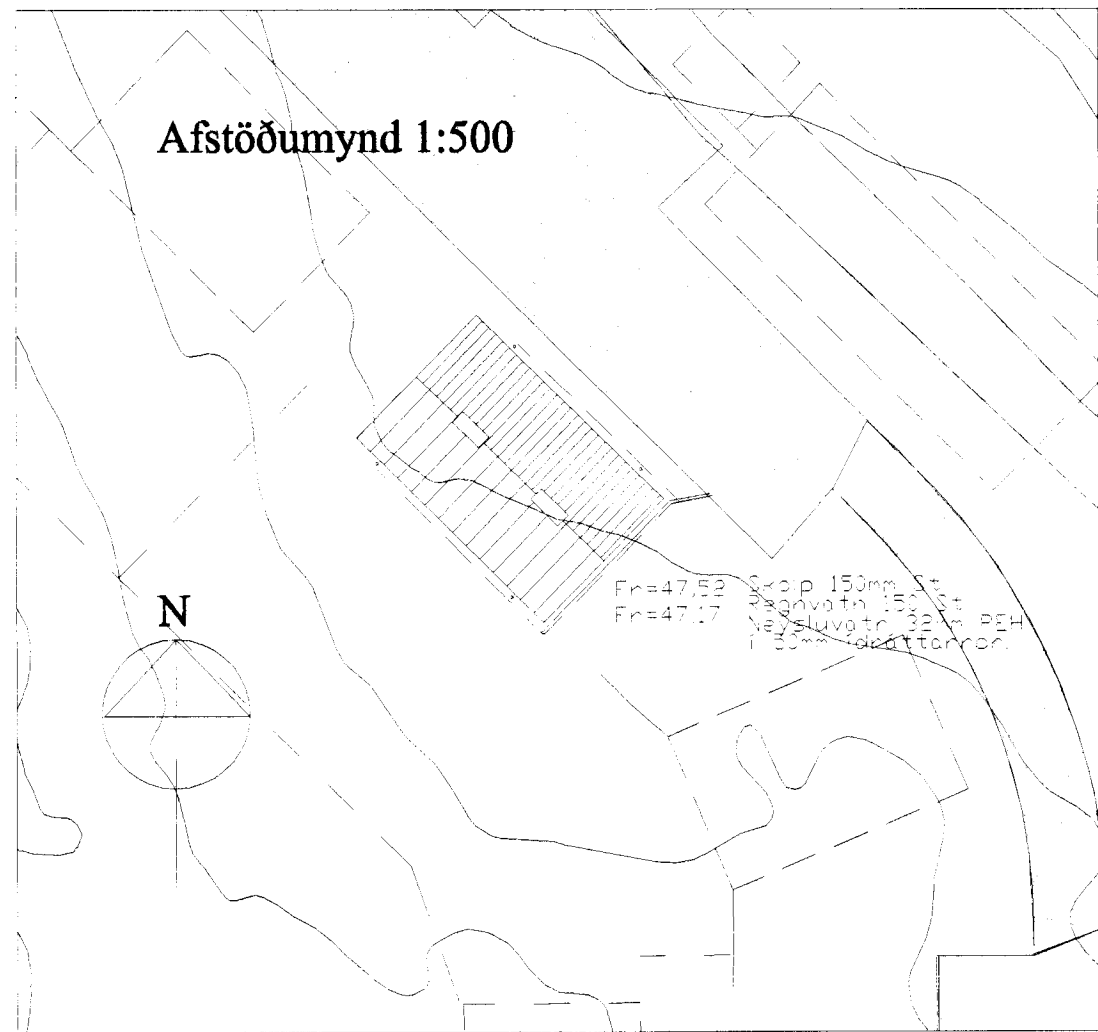 Afstöðumynd 1:500
Fr=47,52 Skolp 150mm St
Fr=47.17 Regnvatn 150 St
Neysluvatn 32mm PEH
í 50mm ídráttarrör.
N